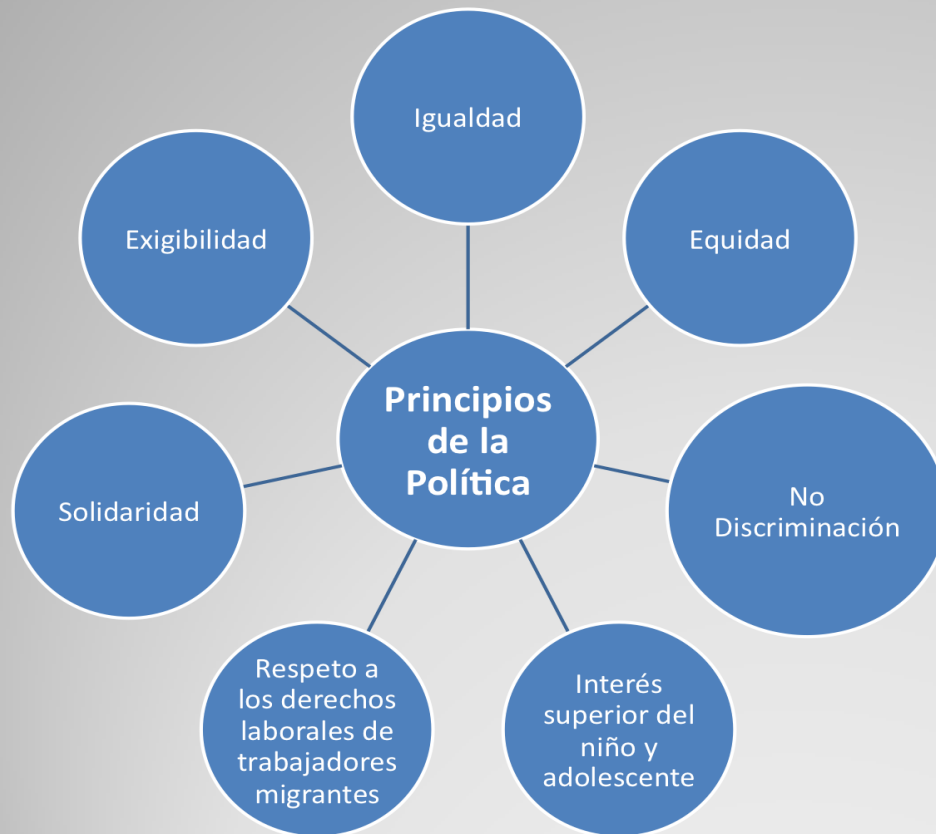 Igualdad
Exigibilidad
Equidad
Principios
de la
Política
Solidaridad
No
Discriminación
Respeto a
los derechos
laborales de
trabajadores
migrantes
Interés
superior del
niño y
adolescente